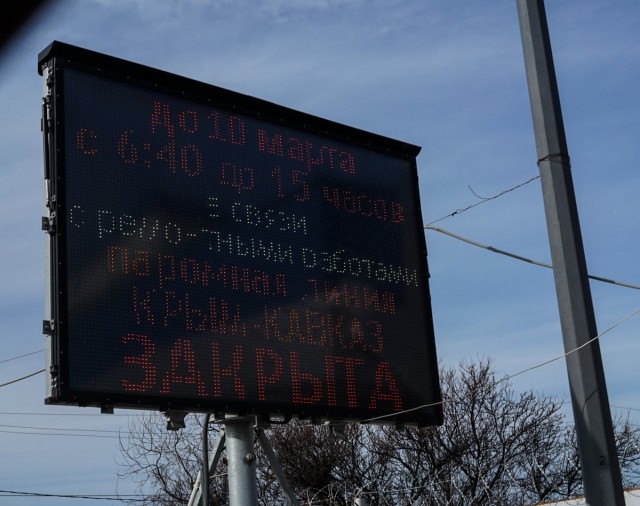 до 10 марта
с 6:40 до 15 часов
в связи
с ремонтными работами
паромная линия
КРЫМ-КАВКАЗ
ЗАКРЫТА